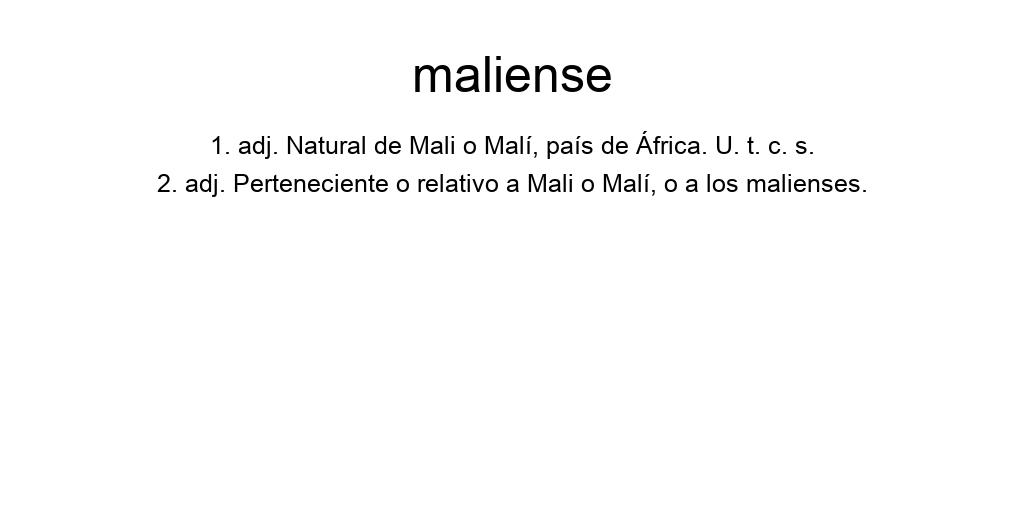 maliense
1. adj. Natural de Mali o Malí, país de África. U. t. c. s.
2. adj. Perteneciente o relativo a Mali o Malí, o a los malienses.